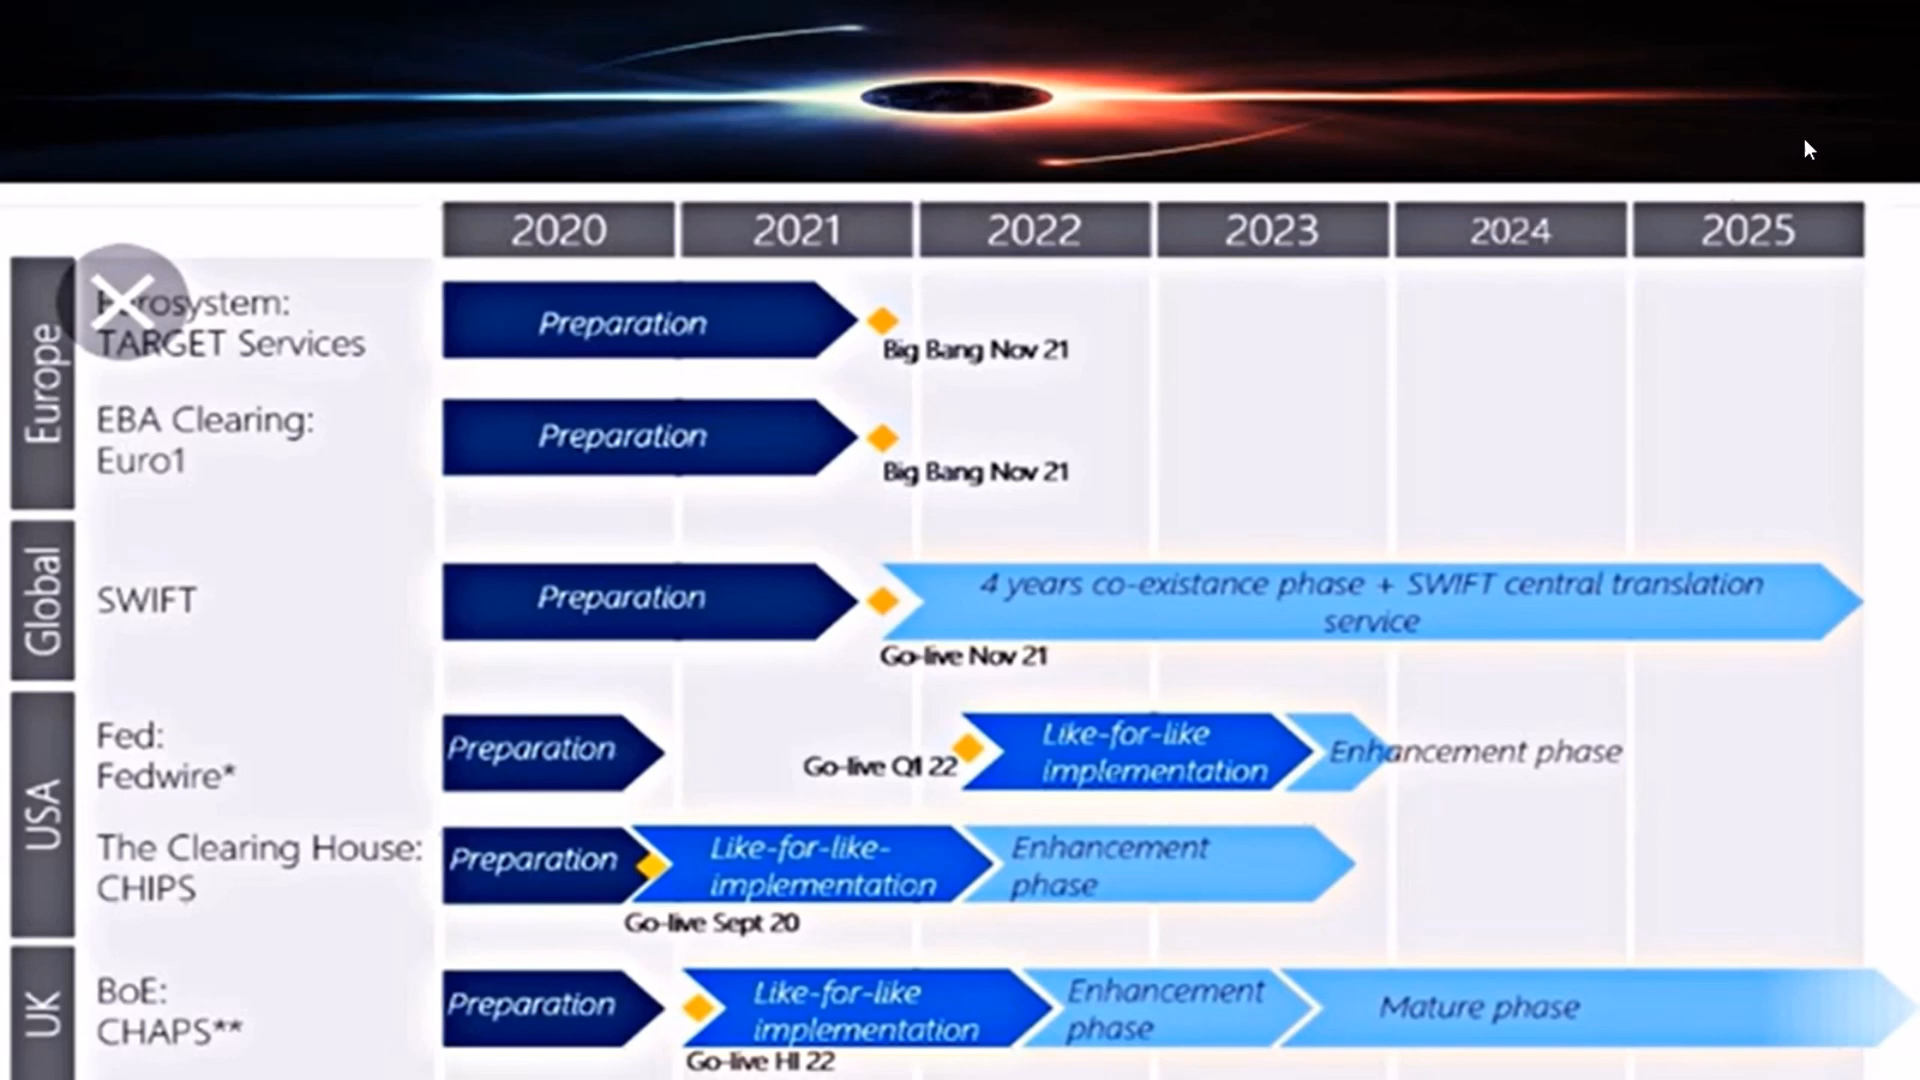 2020 2021 2022 2023 2024 2025
Europe
Eurosystem:
TARGET Services
Preparation
Big Bang Nov 21
EBA Clearing:
Euro1
Preparation
Big Bang Nov 21
Global
SWIFT
Preparation
4 years co-existance phase + SWIFT central translation
service
Go-live Nov 21
USA
Fed:
Fedwire*
Preparation
Go-live Q1 22
Like-for-like
implementation
Enhancement phase
The Clearing House:
CHIPS
Preparation
Like-for-like-
implementation
Enhancement
phase
Go-live Sept 20
UK
BoE:
CHAPS**
Preparation
Like-for-like
implementation
Enhancement
phase
Mature phase
Go-live HI 22